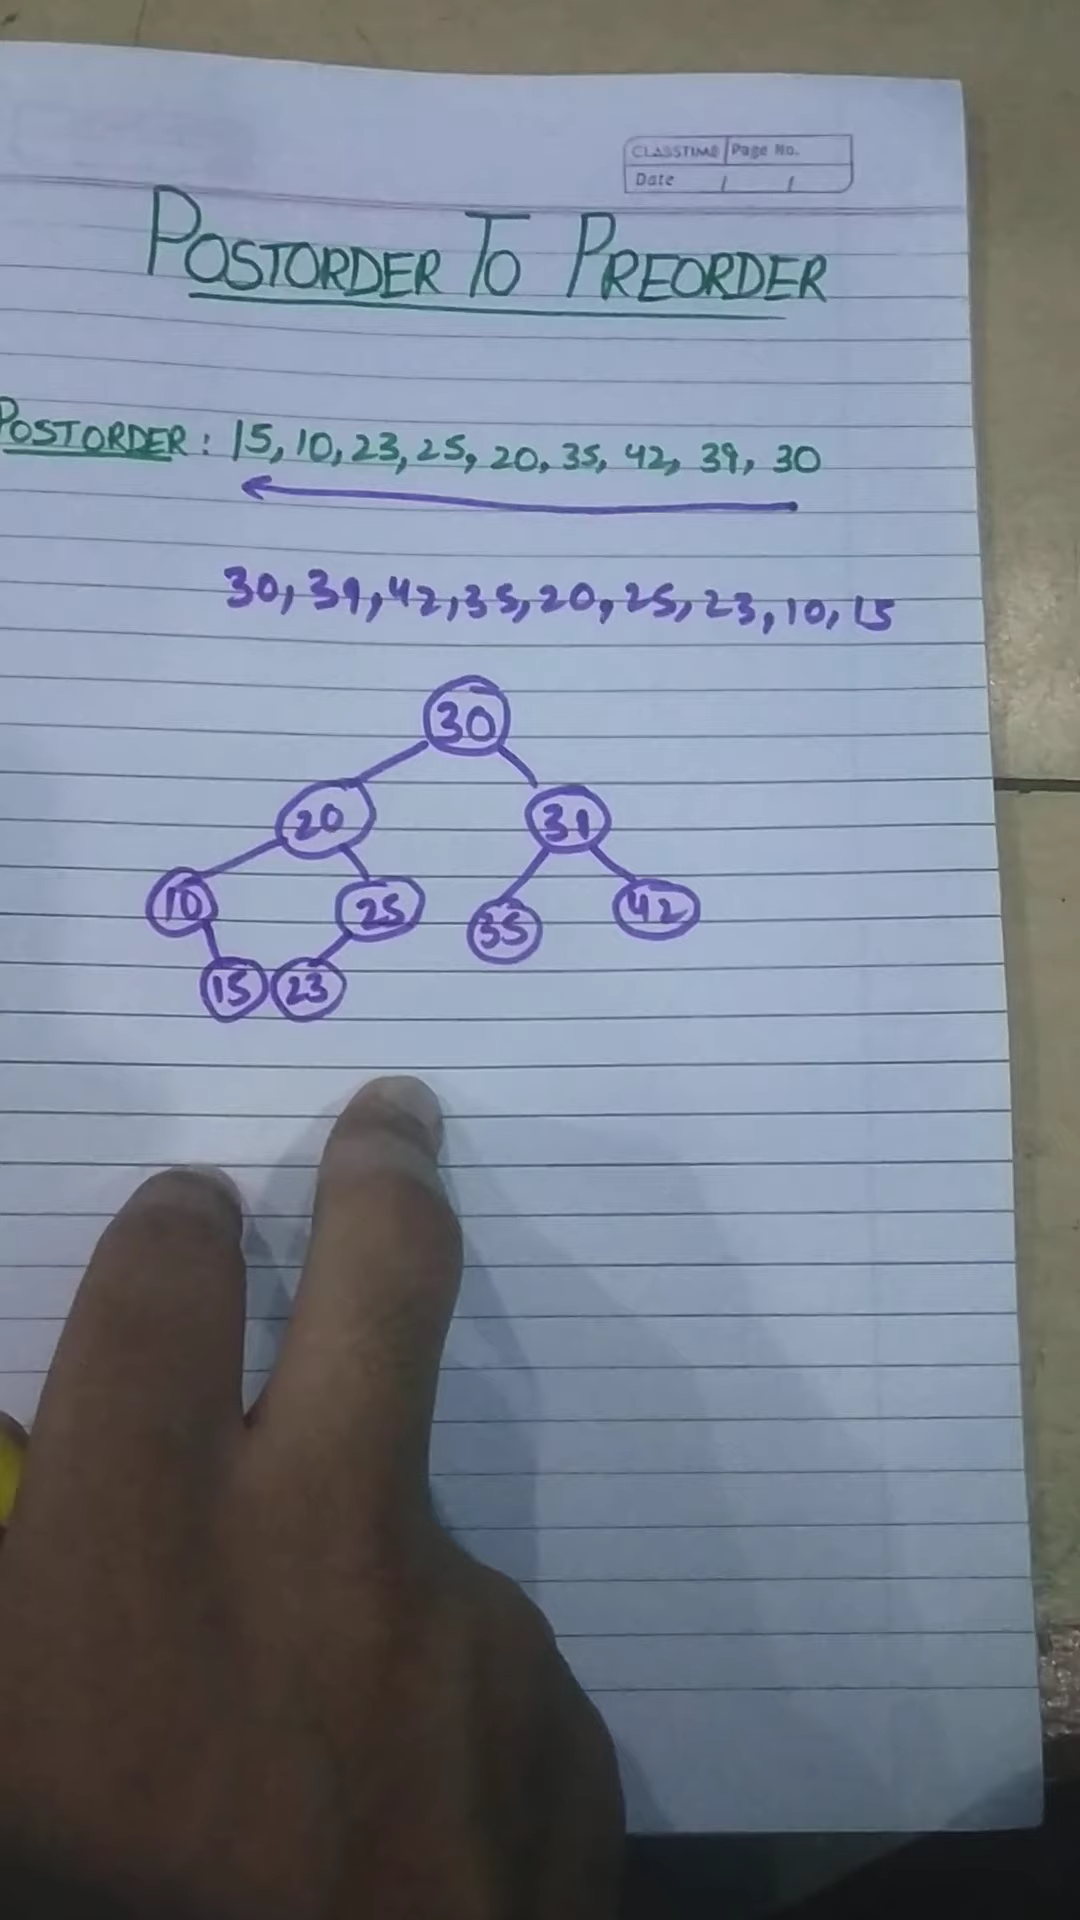 CLASSTIME Page No.
Date / /
POSTORDER TO PREORDER
POSTORDER: 15, 10, 23, 25, 20, 35, 42, 39, 30
30, 39, 42, 35, 20, 25, 23, 10, 15
30
20 39
10 25 35 42
15 23